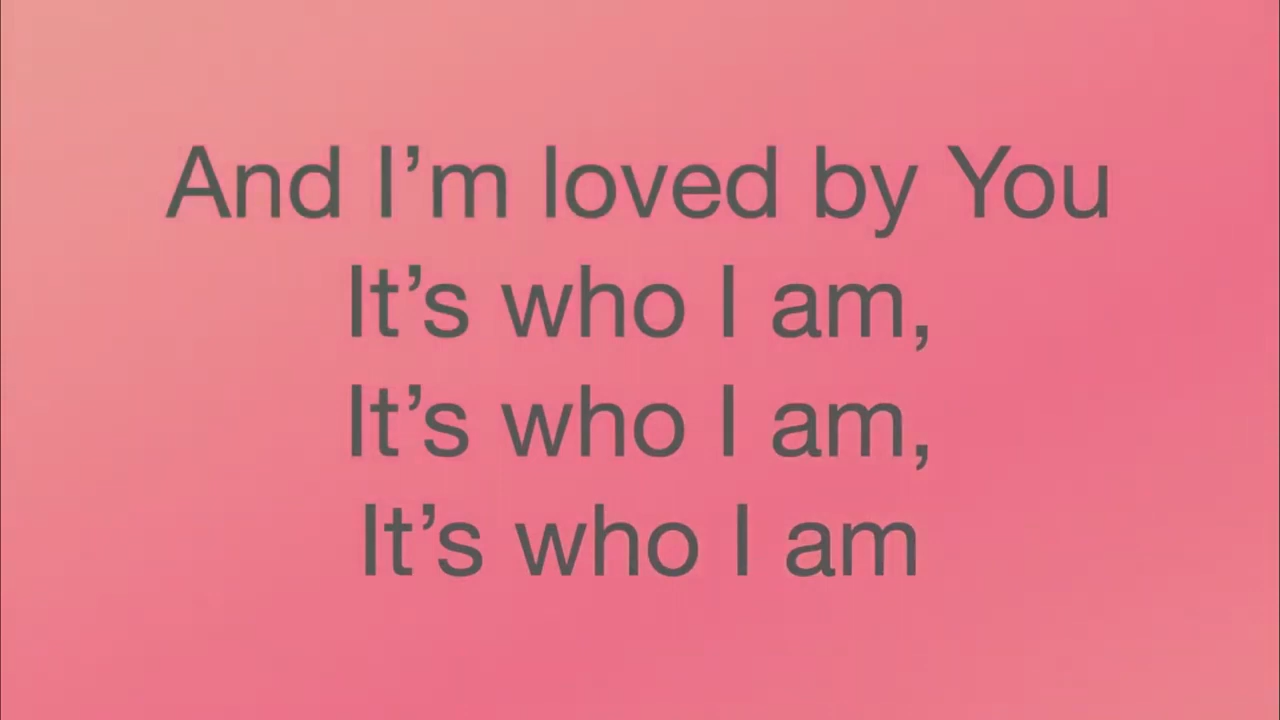 And I’m loved by You
It’s who I am,
It’s who I am,
It’s who I am